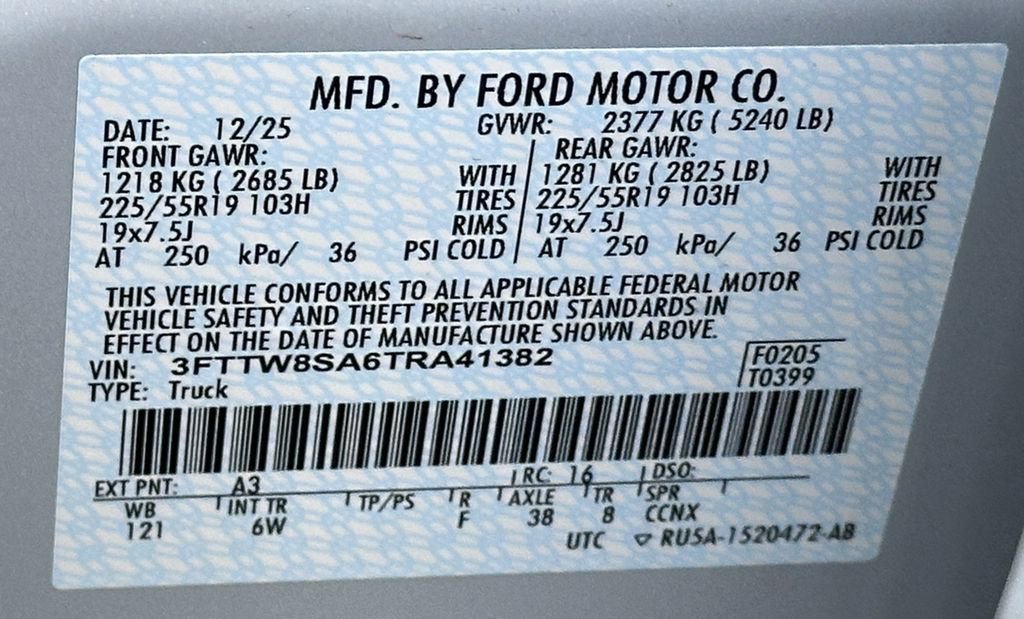 MFD. BY FORD MOTOR CO.
DATE: 12/25 GVWR: 2377 KG ( 5240 LB)
FRONT GAWR: REAR GAWR:
1218 KG ( 2685 LB) WITH 1281 KG ( 2825 LB) WITH
225/55R19 103H TIRES 225/55R19 103H TIRES
19x7.5J RIMS 19x7.5J RIMS
AT 250 kPa/ 36 PSI COLD AT 250 kPa/ 36 PSI COLD
THIS VEHICLE CONFORMS TO ALL APPLICABLE FEDERAL MOTOR
VEHICLE SAFETY AND THEFT PREVENTION STANDARDS IN
EFFECT ON THE DATE OF MANUFACTURE SHOWN ABOVE.
VIN: 3FTTW8SA6TRA41382 F0205
TYPE: Truck T0399
EXT PNT: A3 RC: 16 DSO:
WB INT TR TP/PS R AXLE TR SPR
121 6W F 38 8 CCNX
UTC ▽ RU5A-1520472-AB